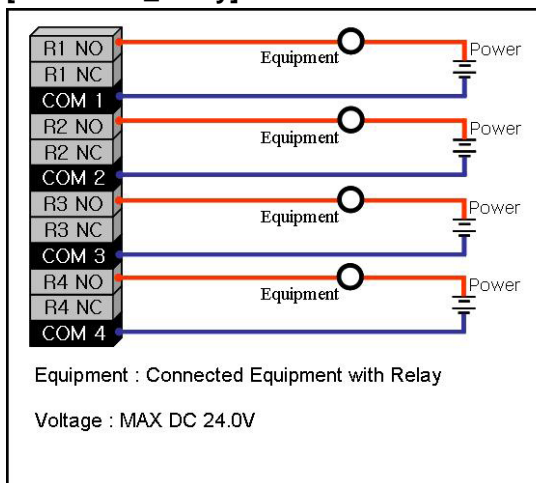 R1 NO
Equipment
Power
R1 NC
COM 1
R2 NO
Equipment
Power
R2 NC
COM 2
R3 NO
Equipment
Power
R3 NC
COM 3
R4 NO
Equipment
Power
R4 NC
COM 4
Equipment : Connected Equipment with Relay
Voltage : MAX DC 24.0V